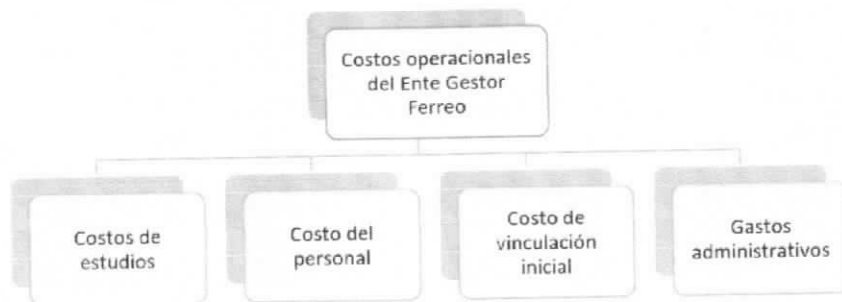 Costos operacionales
del Ente Gestor
Ferreo
Costos de
estudios
Costo del
personal
Costo de
vinculación
inicial
Gastos
administrativos